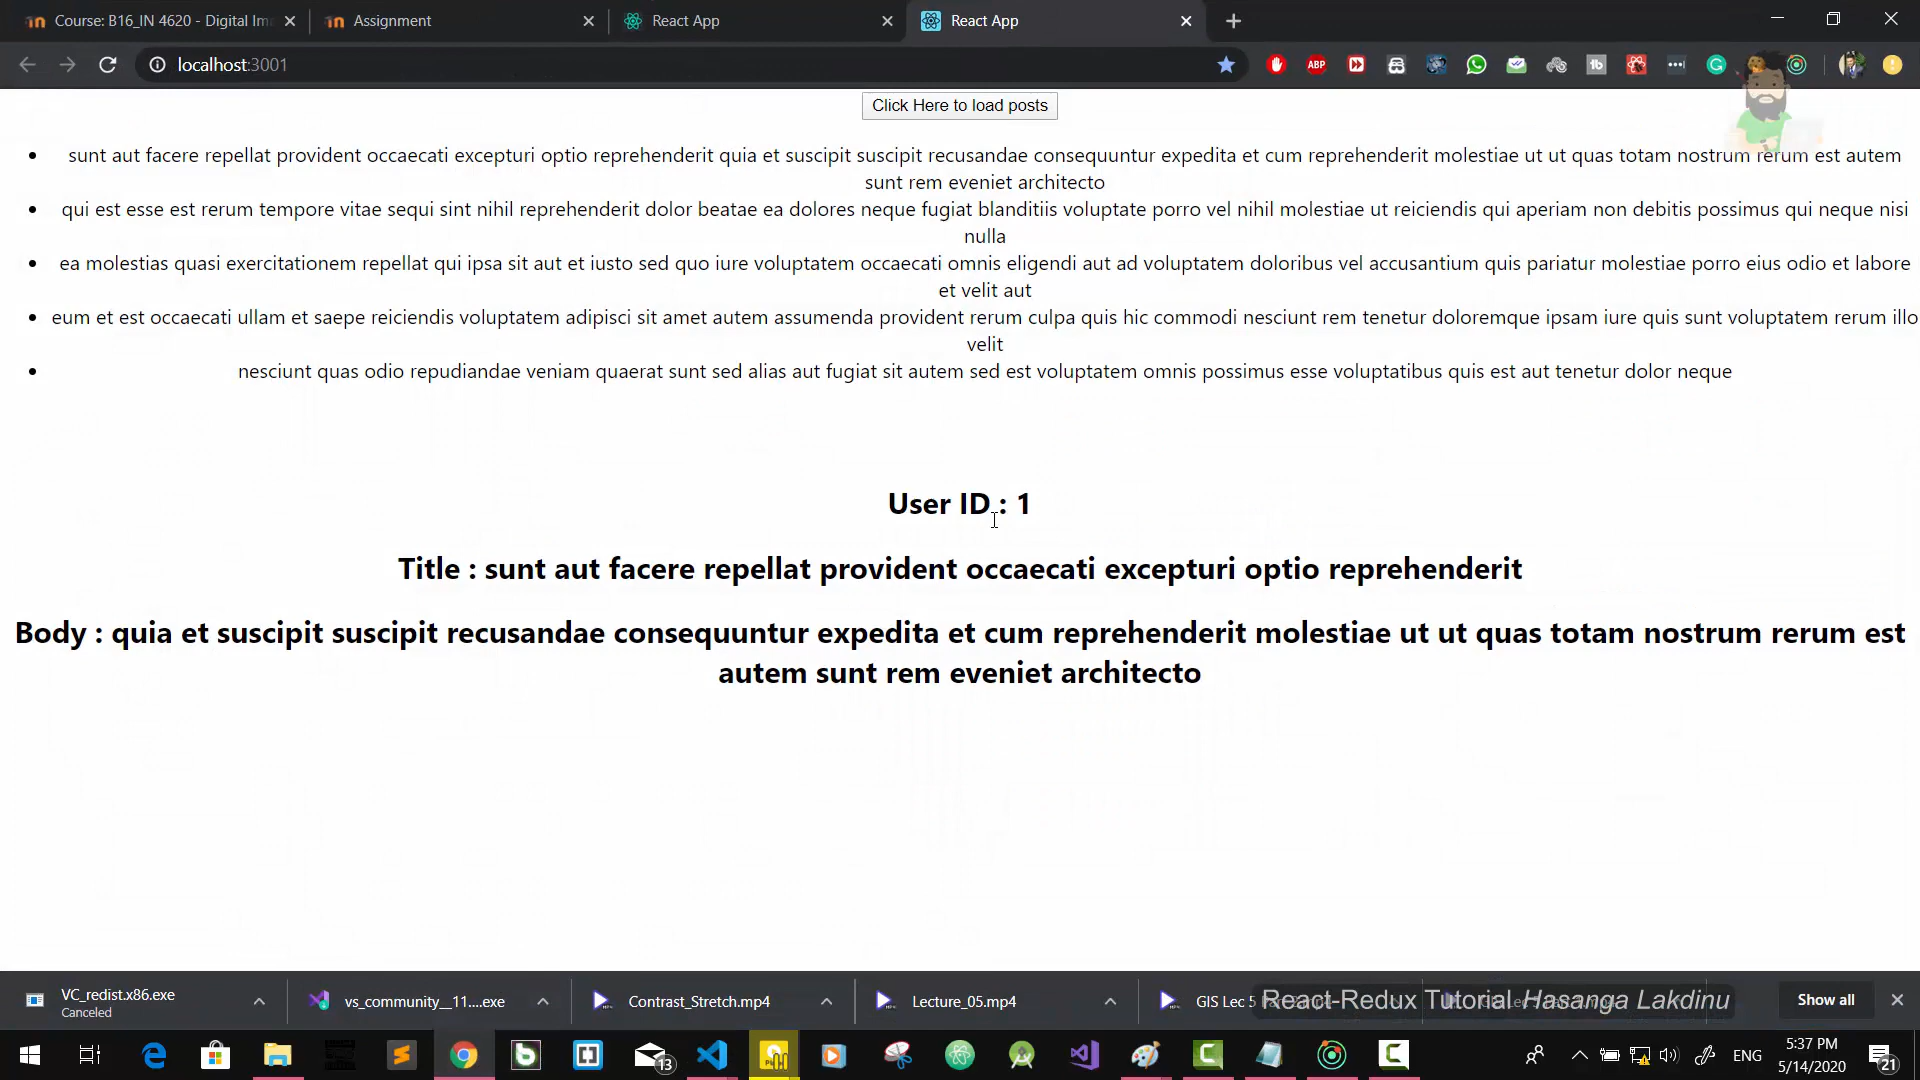 Course: B16_IN 4620 - Digital Im
Assignment
React App
React App
localhost:3001
Click Here to load posts
sunt aut facere repellat provident occaecati excepturi optio reprehenderit quia et suscipit suscipit recusandae consequuntur expedita et cum reprehenderit molestiae ut ut quas totam nostrum rerum est autem
sunt rem eveniet architecto
qui est esse est rerum tempore vitae sequi sint nihil reprehenderit dolor beatae ea dolores neque fugiat blanditiis voluptate porro vel nihil molestiae ut reiciendis qui aperiam non debitis possimus qui neque nisi
nulla
ea molestias quasi exercitationem repellat qui ipsa sit aut et iusto sed quo iure voluptatem occaecati omnis eligendi aut ad voluptatem doloribus vel accusantium quis pariatur molestiae porro eius odio et labore
et velit aut
eum et est occaecati ullam et saepe reiciendis voluptatem adipisci sit amet autem assumenda provident rerum culpa quis hic commodi nesciunt rem tenetur doloremque ipsam iure quis sunt voluptatem rerum illo
velit
nesciunt quas odio repudiandae veniam quaerat sunt sed alias aut fugiat sit autem sed est voluptatem omnis possimus esse voluptatibus quis est aut tenetur dolor neque
User ID : 1
Title : sunt aut facere repellat provident occaecati excepturi optio reprehenderit
Body : quia et suscipit suscipit recusandae consequuntur expedita et cum reprehenderit molestiae ut ut quas totam nostrum rerum est
autem sunt rem eveniet architecto
VC_redist.x86.exe
Canceled
vs_community__11....exe
Contrast_Stretch.mp4
Lecture_05.mp4
GIS Lec 5
React-Redux Tutorial Hasanga Lakdinu
Show all
13
ENG
5:37 PM
5/14/2020
21